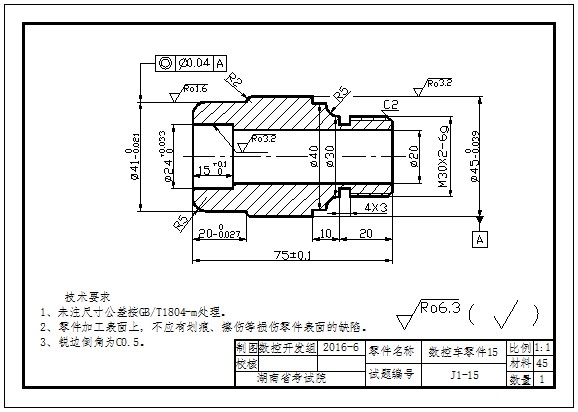 ◎ Ø0.04 A
Ra1.6
R2
R5
Ra3.2
C2
Ø41 0 -0.021
Ø24 +0.033 0
Ra3.2
15 +0.1 0
Ø40
Ø30
Ø20
M30X2-6g
Ø45 0 -0.039
R5
4X3
20 0 -0.027
10
20
A
75±0.1
技术要求
1、未注尺寸公差按GB/T1804-m处理。
2、零件加工表面上，不应有划痕、擦伤等损伤零件表面的缺陷。
3、锐边倒角为C0.5。
Ra6.3 ( √ )
制图 数控开发组 2016-6 零件名称 数控车零件15 比例 1:1
校核 材料 45
湖南省考试院 试题编号 J1-15 数量 1